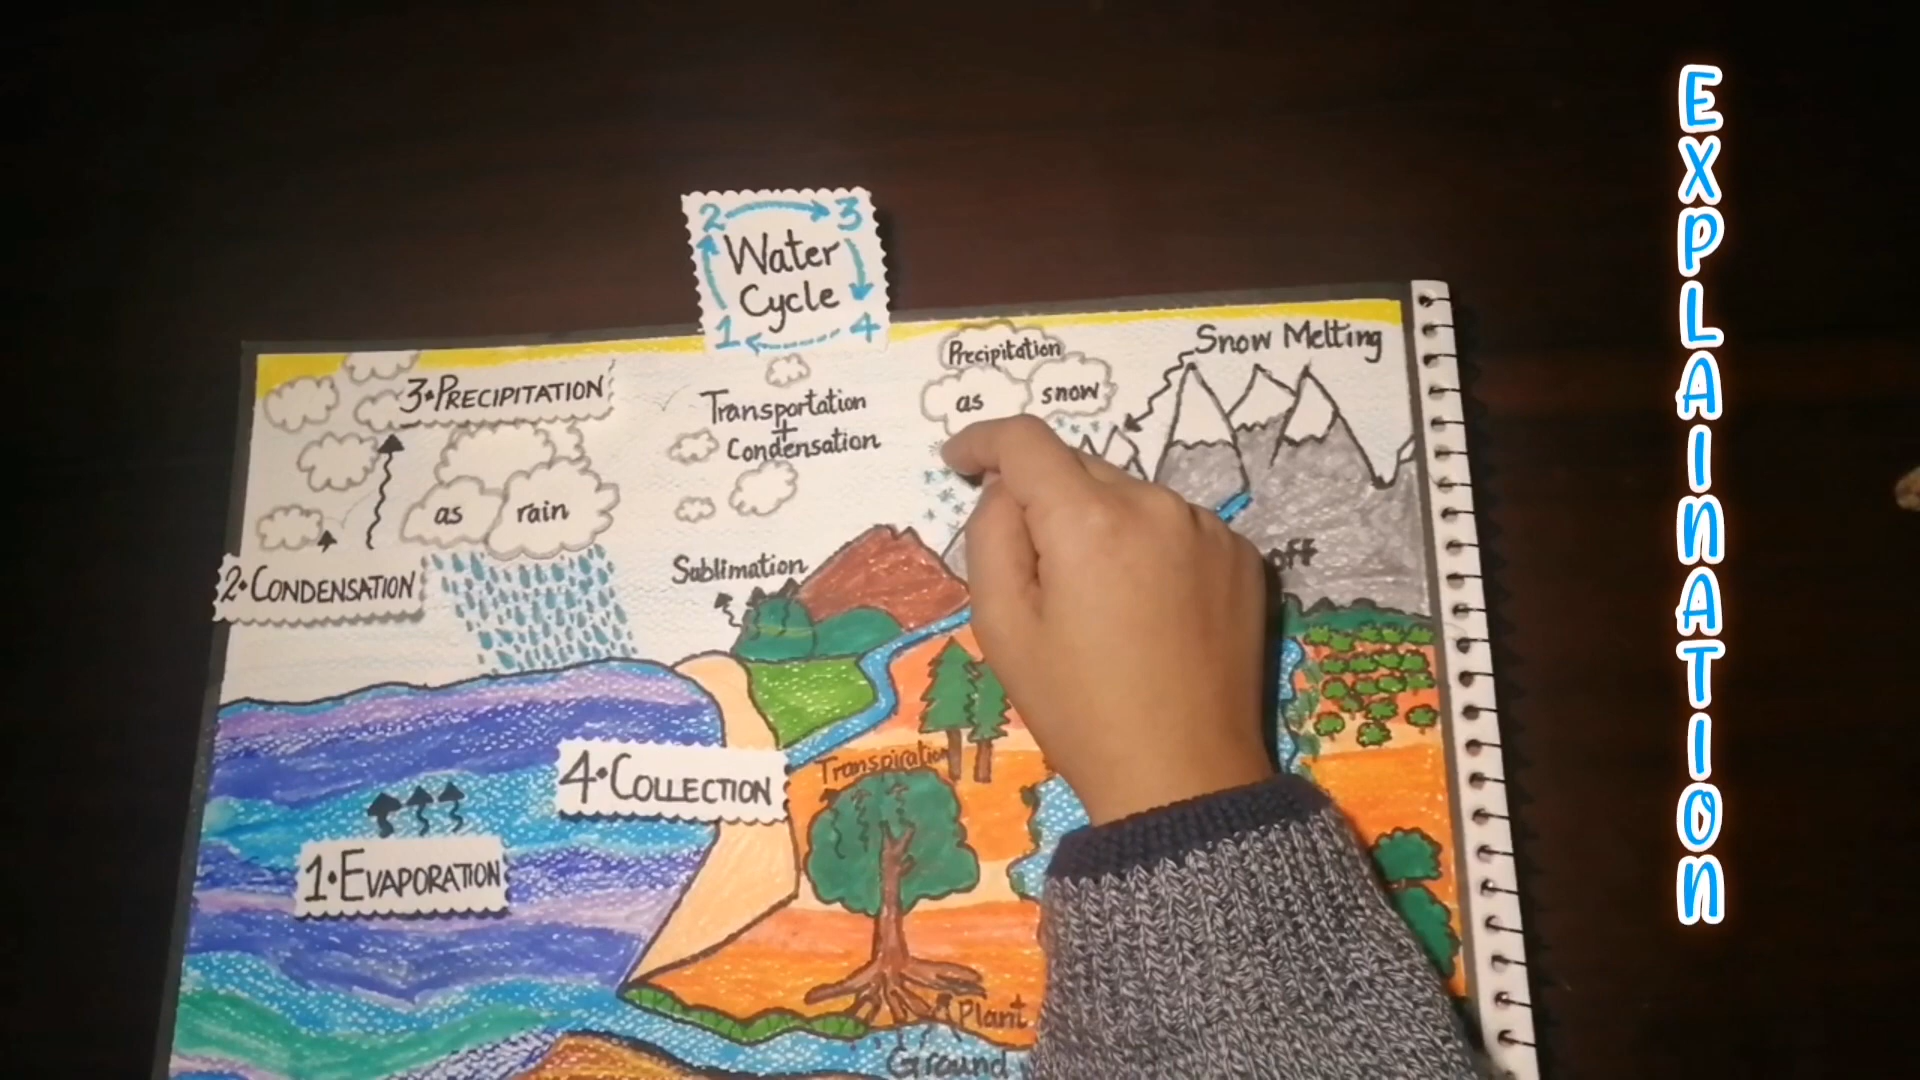 2 3
Water
Cycle
1 4
3•PRECIPITATION
as rain
2•CONDENSATION
Transportation
+
Condensation
Precipitation
as snow
Snow Melting
Sublimation
off
4•COLLECTION
Transpiration
1•EVAPORATION
Plant
Ground
EXPLAINATION